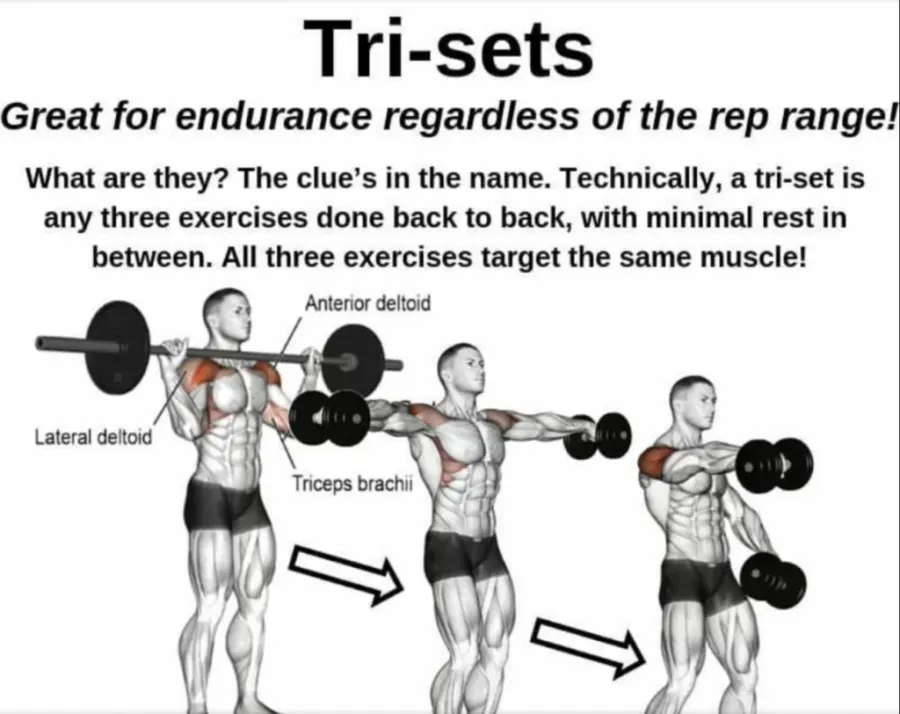 Tri-sets
Great for endurance regardless of the rep range!
What are they? The clue’s in the name. Technically, a tri-set is
any three exercises done back to back, with minimal rest in
between. All three exercises target the same muscle!
Anterior deltoid
Lateral deltoid
Triceps brachii